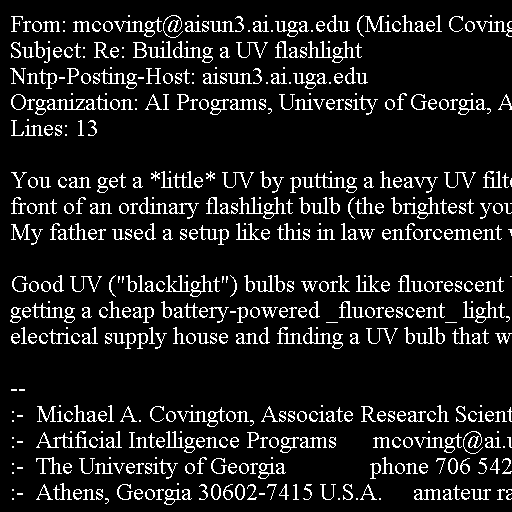 From: mcovingt@aisun3.ai.uga.edu (Michael Coving
Subject: Re: Building a UV flashlight
Nntp-Posting-Host: aisun3.ai.uga.edu
Organization: AI Programs, University of Georgia, A
Lines: 13
You can get a *little* UV by putting a heavy UV filt
front of an ordinary flashlight bulb (the brightest you
My father used a setup like this in law enforcement
Good UV ("blacklight") bulbs work like fluorescent
getting a cheap battery-powered _fluorescent_ light,
electrical supply house and finding a UV bulb that w
--
:-  Michael A. Covington, Associate Research Scient
:-  Artificial Intelligence Programs      mcovingt@ai.u
:-  The University of Georgia              phone 706 542
:-  Athens, Georgia 30602-7415 U.S.A.     amateur ra